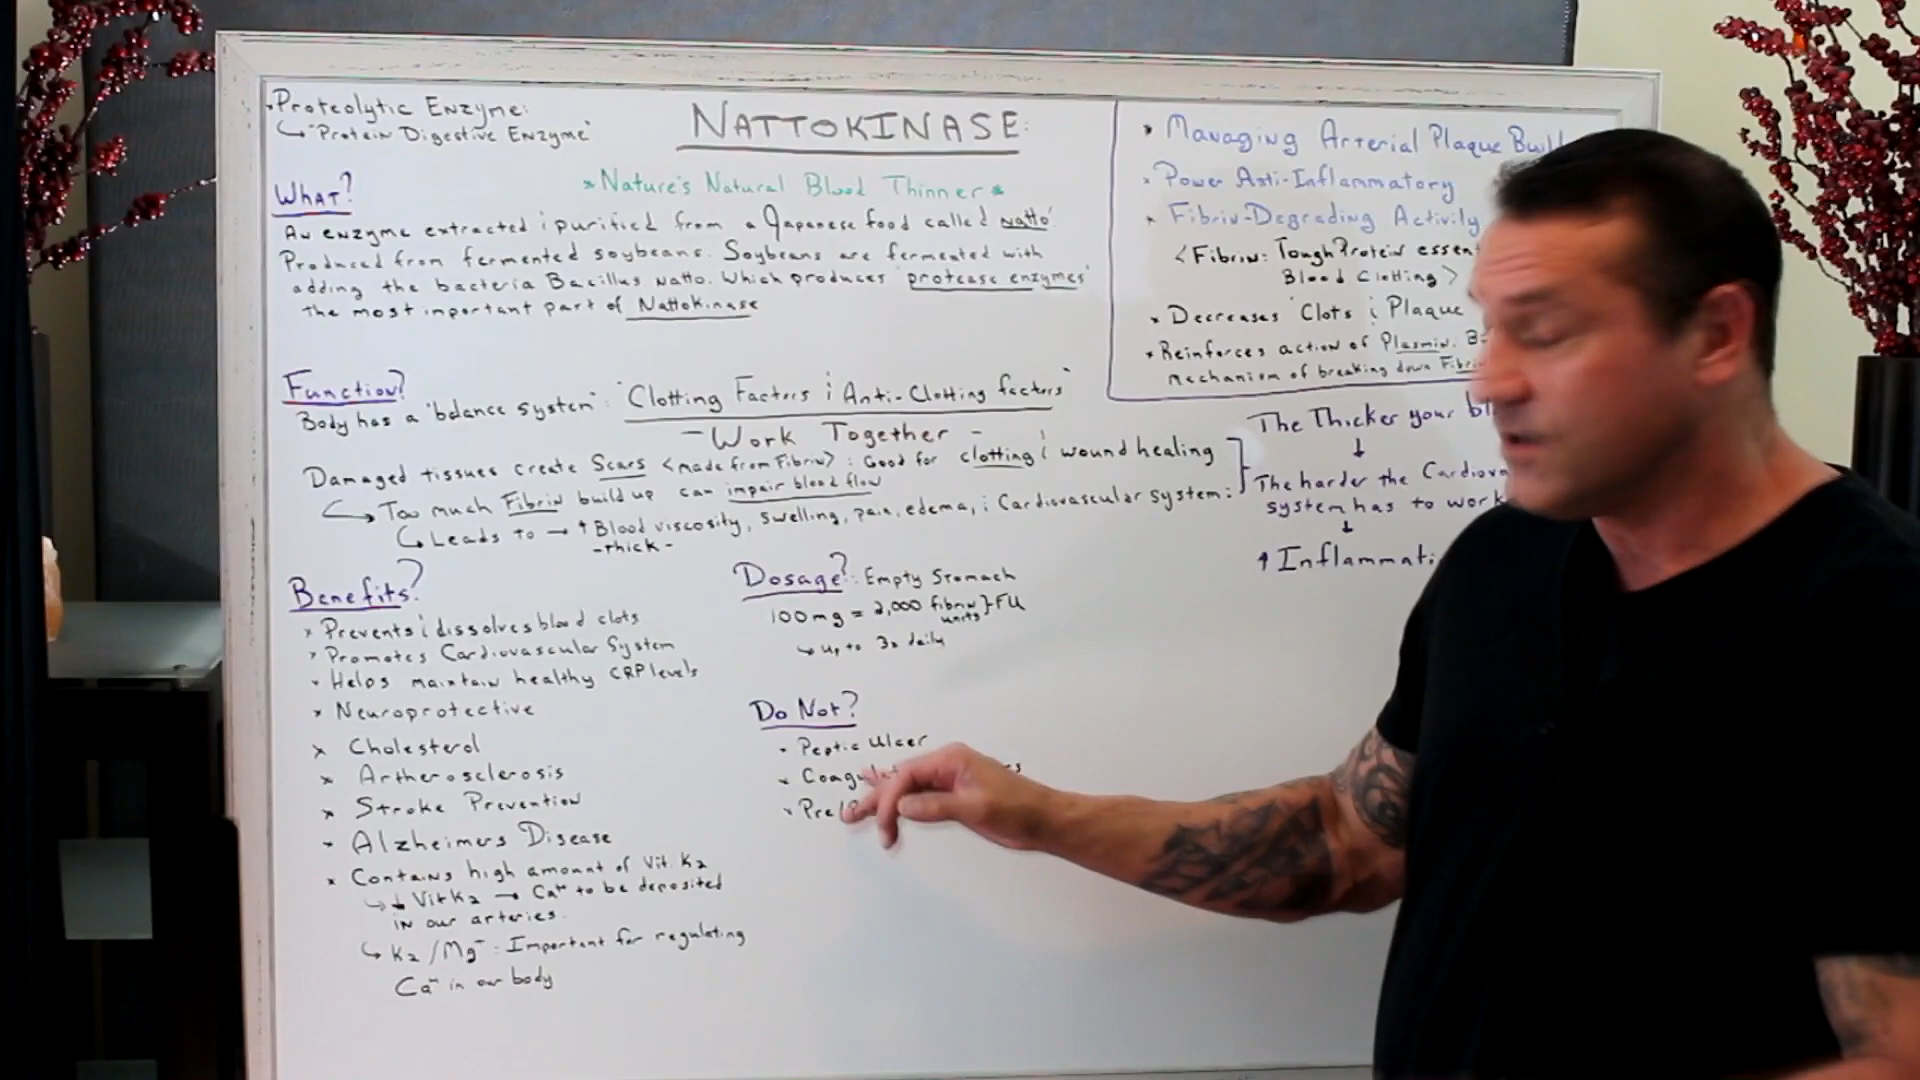 Proteolytic Enzyme:
"Protein Digestive Enzyme"
NATTOKINASE:
*Nature's Natural Blood Thinner*
What?
An enzyme extracted & purified from a Japanese food called natto'.
Produced from fermented soybeans. Soybeans are fermented with
adding the bacteria Bacillus natto. Which produces 'protease enzymes'
the most important part of Nattokinase
Function?
Body has a 'balance system': "Clotting Factors & Anti-Clotting factors"
- Work Together -
Damaged tissues create Scars <made from Fibrin>: Good for clotting & wound healing
Too much Fibrin build up can impair blood flow
Leads to → ↑ Blood viscosity, swelling, pain, edema, & Cardiovascular system:
-thick-
Benefits?
* Prevents & dissolves blood clots
* Promotes Cardiovascular System
* Helps maintain healthy CRP levels
* Neuroprotective
* Cholesterol
* Artherosclerosis
* Stroke Prevention
* Alzheimers Disease
* Contains high amount of Vit. K2
↓ Vit K2 → Ca++ to be deposited
in our arteries.
K2/Mg: Important for regulating
Ca in our body
Dosage?: Empty Stomach
100mg = 2,000 fibrin units } FU
up to 3x daily
Do Not?
* Peptic Ulcer
*
* Pre/
* Managing Arterial Plaque
* Power Anti-Inflammatory
* Fibrin-Degrading Activity
<Fibrin: Tough Protein
Blood Clotting>
* Decreases 'Clots & Plaque
* Reinforces action of Plasmin.
mechanism of breaking down
The Thicker your
↓
The harder the
system has to work
↓
↑